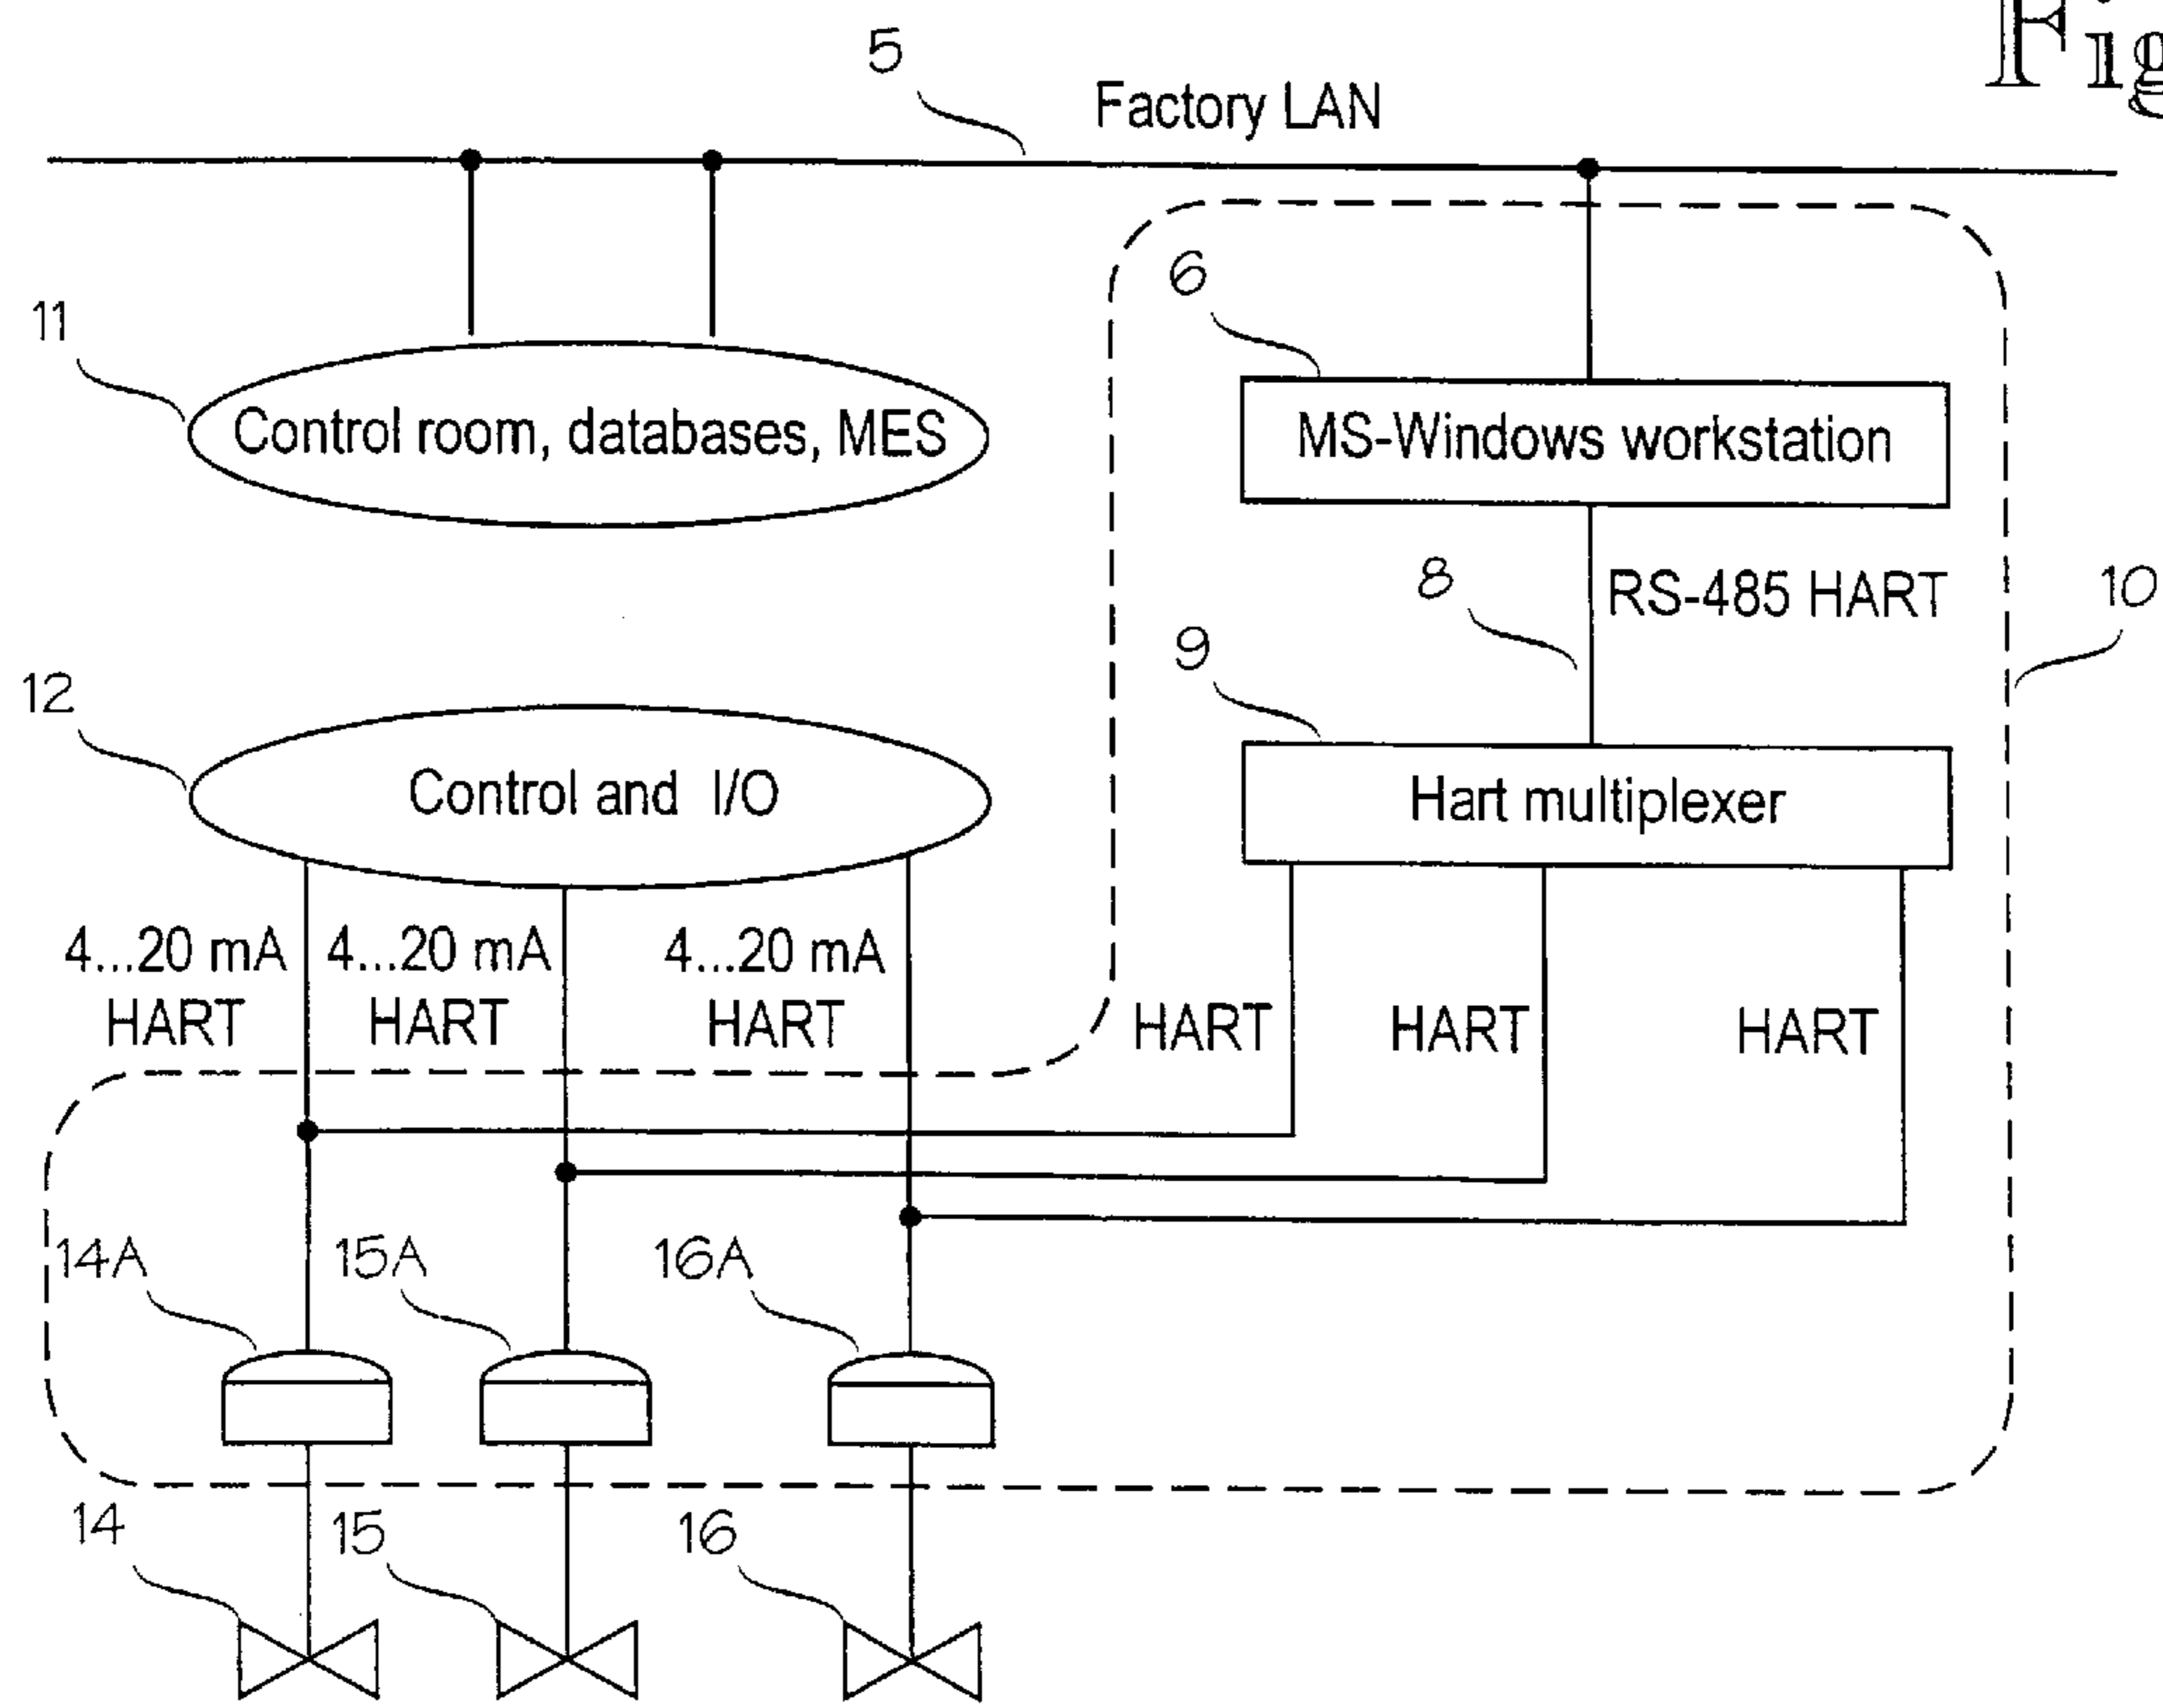 Fig
5
Factory LAN
11
Control room, databases, MES
6
MS-Windows workstation
8
RS-485 HART
10
9
12
Control and I/O
Hart multiplexer
4...20 mA
HART
4...20 mA
HART
4...20 mA
HART
HART
HART
HART
14A
15A
16A
14
15
16